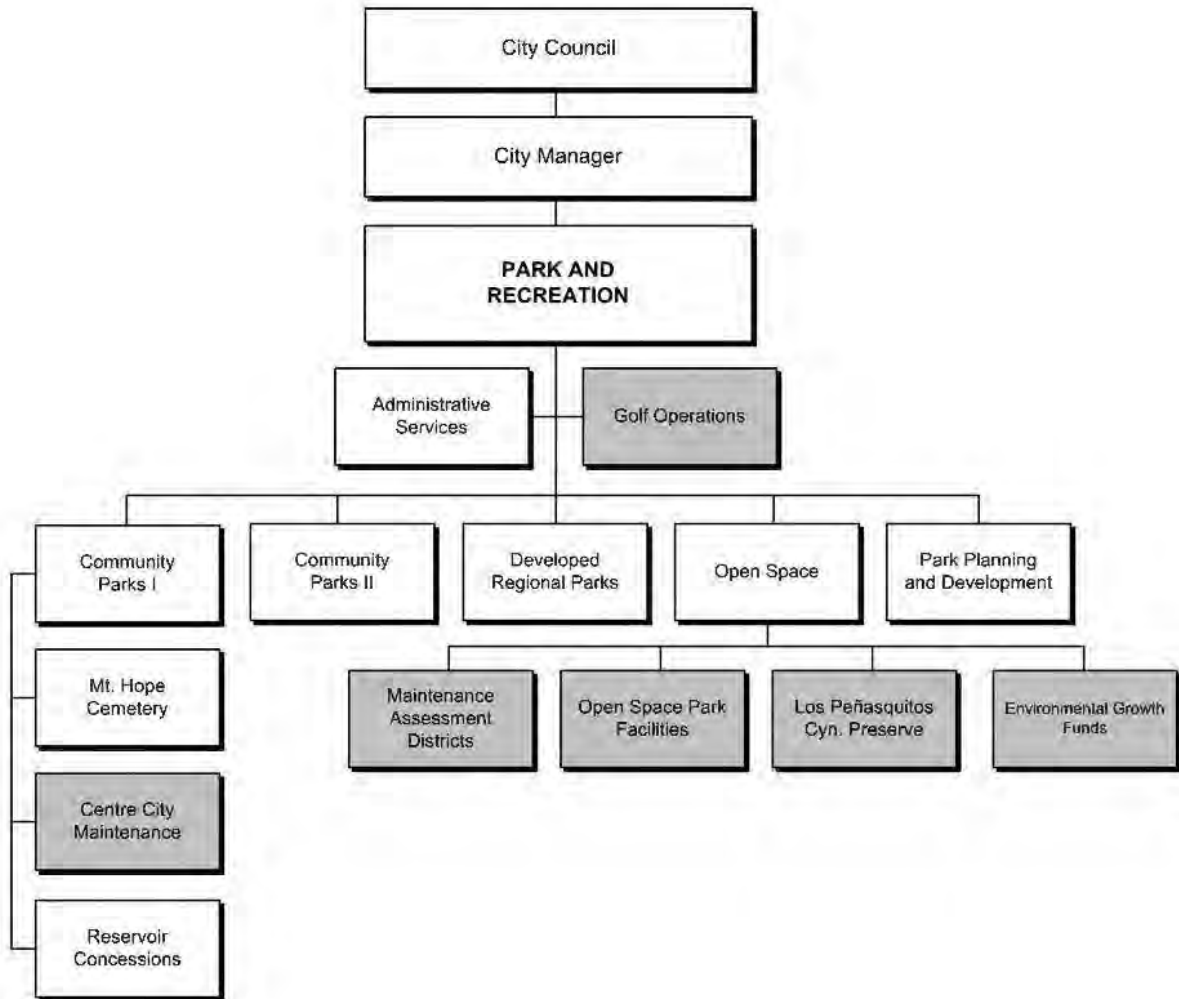 City Council
City Manager
PARK AND
RECREATION
Administrative
Services
Golf Operations
Community
Parks I
Community
Parks II
Developed
Regional Parks
Open Space
Park Planning
and Development
Mt. Hope
Cemetery
Maintenance
Assessment
Districts
Open Space Park
Facilities
Los Peñasquitos
Cyn. Preserve
Environmental Growth
Funds
Centre City
Maintenance
Reservoir
Concessions